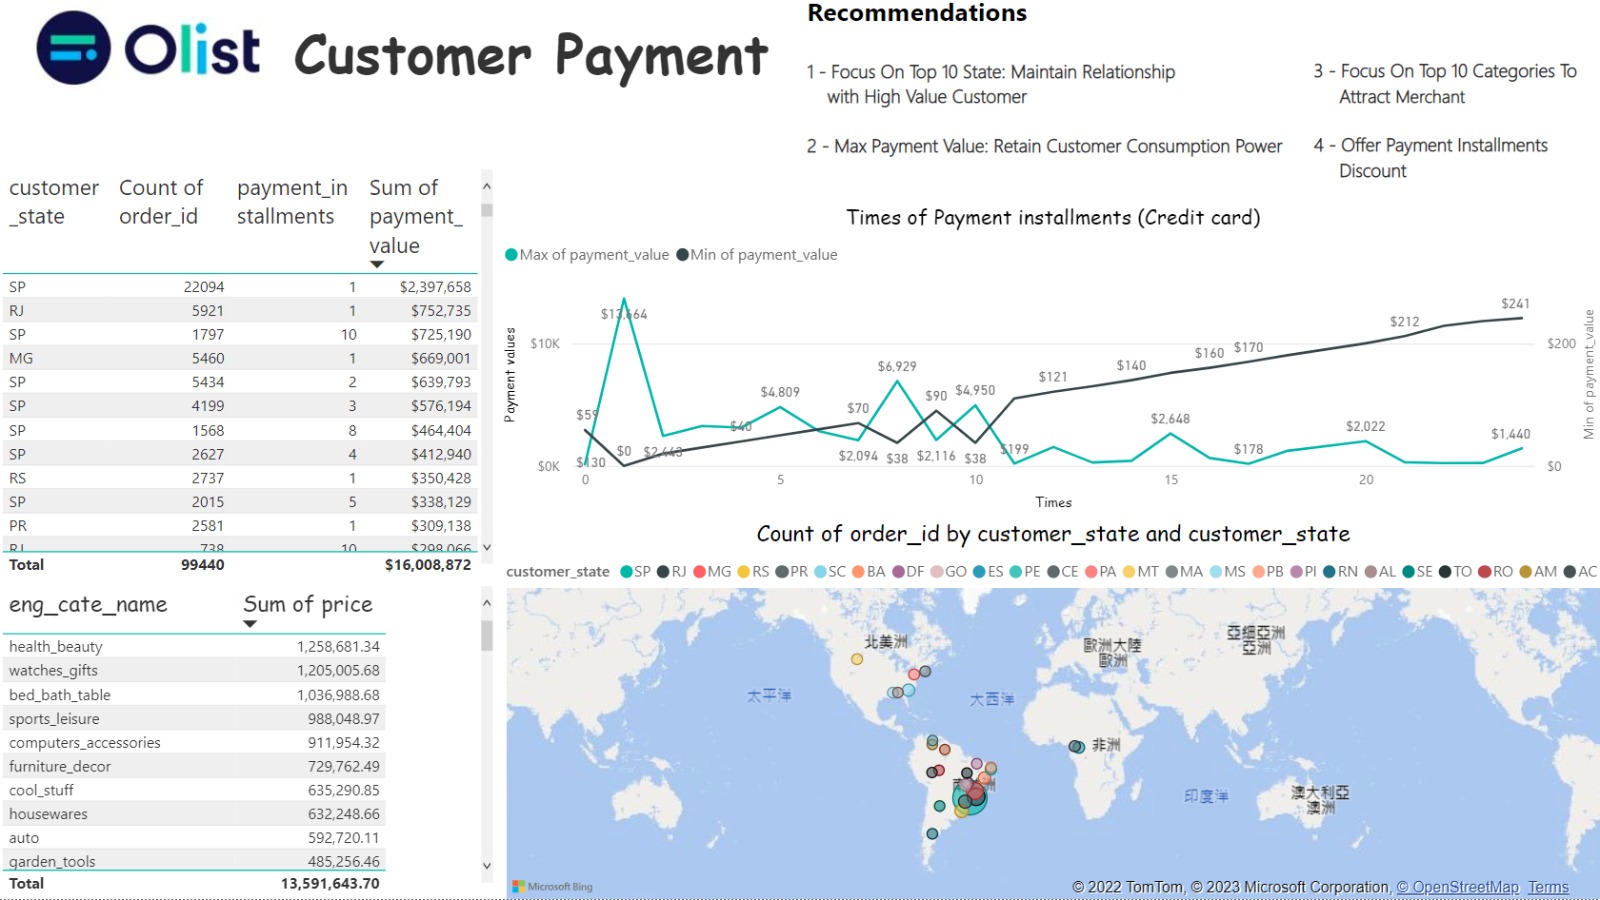 Olist
Customer Payment
Recommendations
1 - Focus On Top 10 State: Maintain Relationship
with High Value Customer
2 - Max Payment Value: Retain Customer Consumption Power
3 - Focus On Top 10 Categories To
Attract Merchant
4 - Offer Payment Installments
Discount
customer Count of payment_in Sum of
_state order_id stallments payment_
value
SP 22094 1 $2,397,658
RJ 5921 1 $752,735
SP 1797 10 $725,190
MG 5460 1 $669,001
SP 5434 2 $639,793
SP 4199 3 $576,194
SP 1568 8 $464,404
SP 2627 4 $412,940
RS 2737 1 $350,428
SP 2015 5 $338,129
PR 2581 1 $309,138
RJ 738 10 $298,066
Total 99440 $16,008,872
eng_cate_name Sum of price
health_beauty 1,258,681.34
watches_gifts 1,205,005.68
bed_bath_table 1,036,988.68
sports_leisure 988,048.97
computers_accessories 911,954.32
furniture_decor 729,762.49
cool_stuff 635,290.85
housewares 632,248.66
auto 592,720.11
garden_tools 485,256.46
Total 13,591,643.70
Times of Payment installments (Credit card)
Max of payment_value Min of payment_value
Payment values
$10K
$0K
$200
$0
Min of payment_value
$59
$130
$13,664
$0
$2,443
$40
$4,809
$70
$2,094
$6,929
$38
$90
$2,116
$4,950
$38
$199
$121
$140
$2,648
$160
$170
$178
$2,022
$212
$241
$1,440
0 5 10 15 20
Times
Count of order_id by customer_state and customer_state
customer_state SP RJ MG RS PR SC BA DF GO ES PE CE PA MT MA MS PB PI RN AL SE TO RO AM AC
北美洲
歐洲大陸
歐洲
亞细亞洲
亞洲
太平洋
大西洋
非洲
印度洋
澳大利亞
澳洲
Microsoft Bing
© 2022 TomTom, © 2023 Microsoft Corporation, © OpenStreetMap Terms